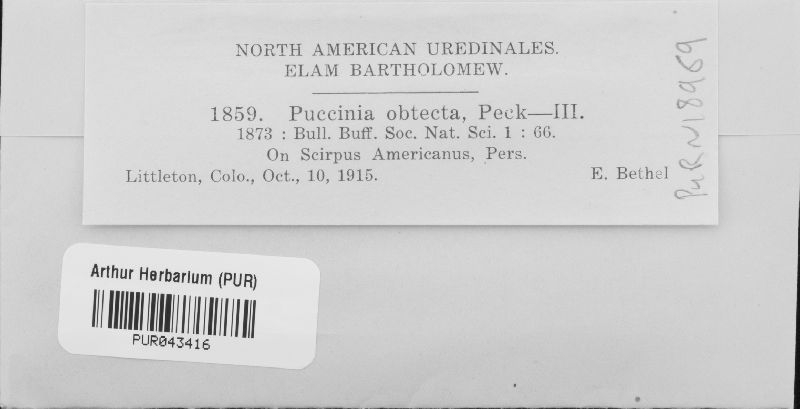 NORTH AMERICAN UREDINALES.
ELAM BARTHOLOMEW.
1859. Puccinia obtecta, Peck—III.
1873 : Bull. Buff. Soc. Nat. Sci. 1 : 66.
On Scirpus Americanus, Pers.
Littleton, Colo., Oct., 10, 1915. E. Bethel
PUR N18969
Arthur Herbarium (PUR)
PUR043416